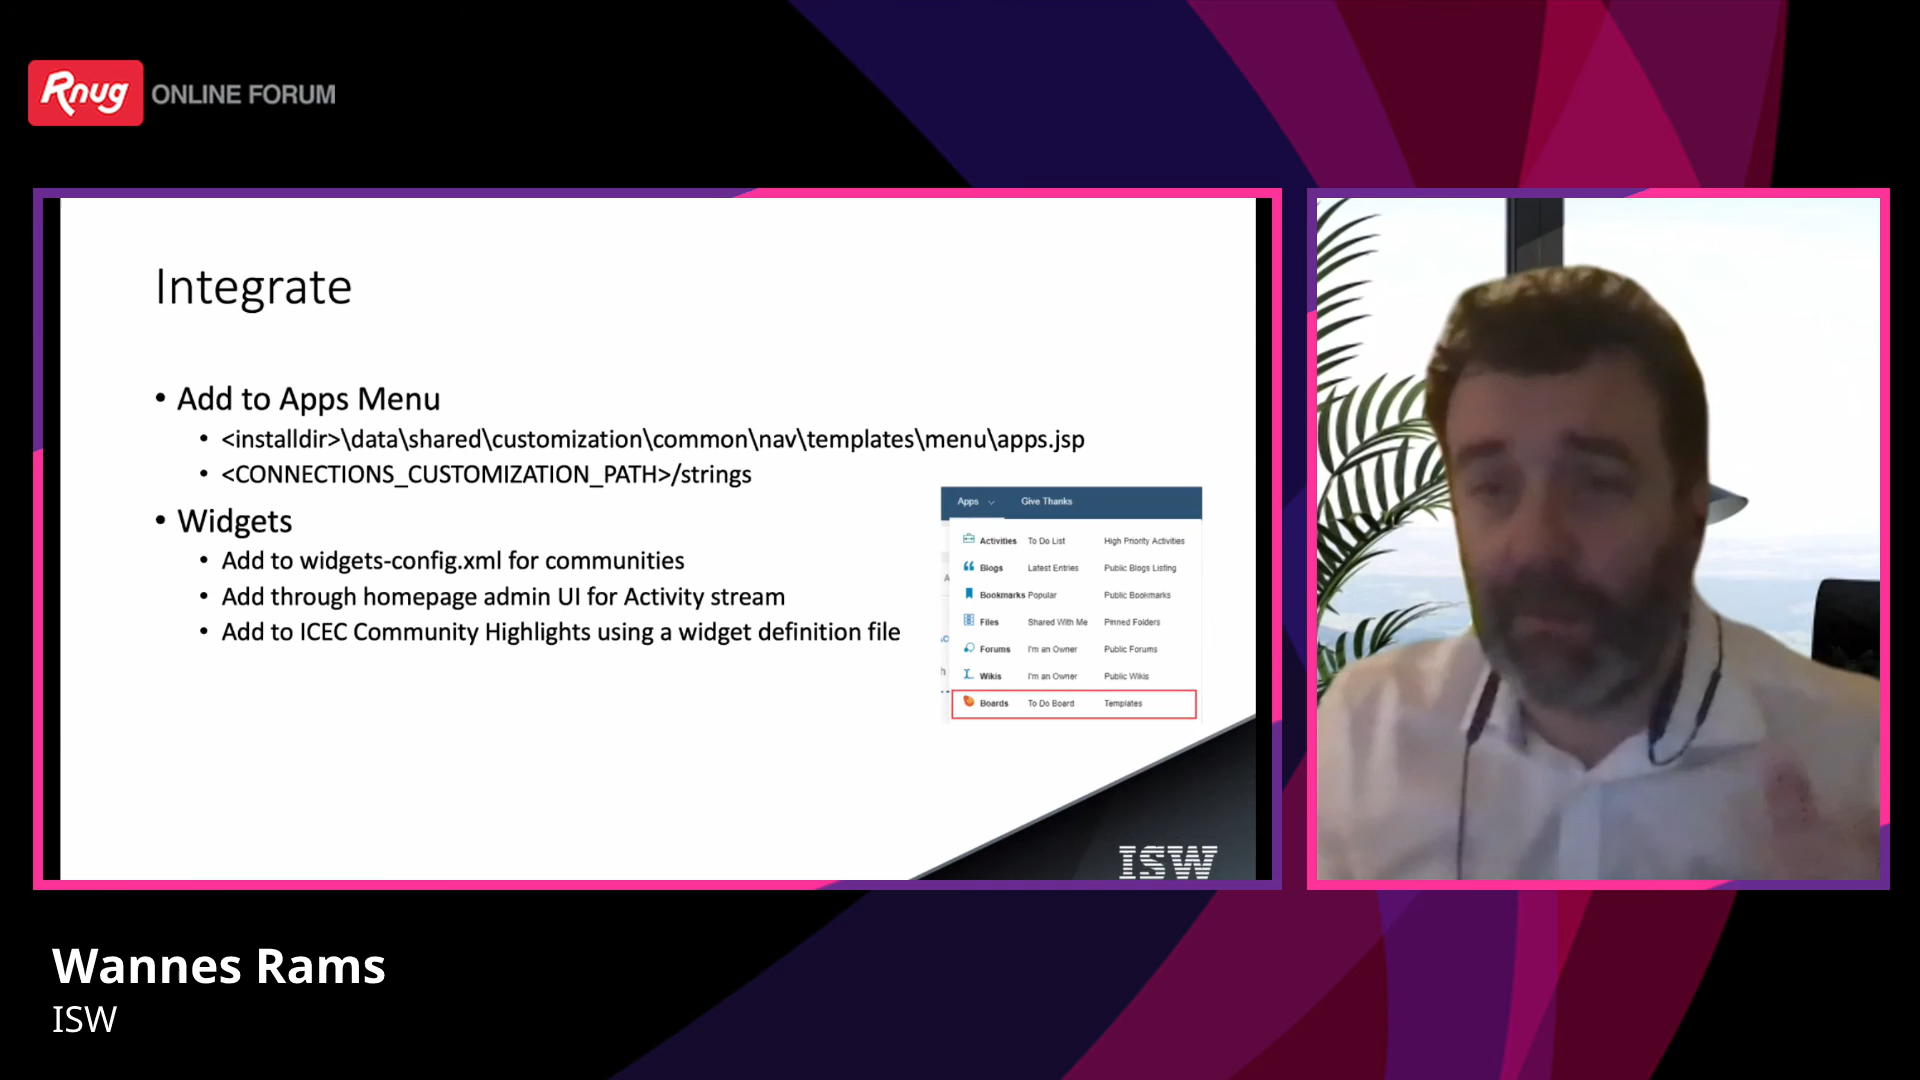 Rnug ONLINE FORUM
Integrate
• Add to Apps Menu
• <installdir>\data\shared\customization\common\nav\templates\menu\apps.jsp
• <CONNECTIONS_CUSTOMIZATION_PATH>/strings
• Widgets
• Add to widgets-config.xml for communities
• Add through homepage admin UI for Activity stream
• Add to ICEC Community Highlights using a widget definition file
Apps Give Thanks
Activities To Do List High Priority Activities
Blogs Latest Entries Public Blogs Listing
Bookmarks Popular Public Bookmarks
Files Shared With Me Pinned Folders
Forums I'm an Owner Public Forums
Wikis I'm an Owner Public Wikis
Boards To Do Board Templates
ISW
Wannes Rams
ISW